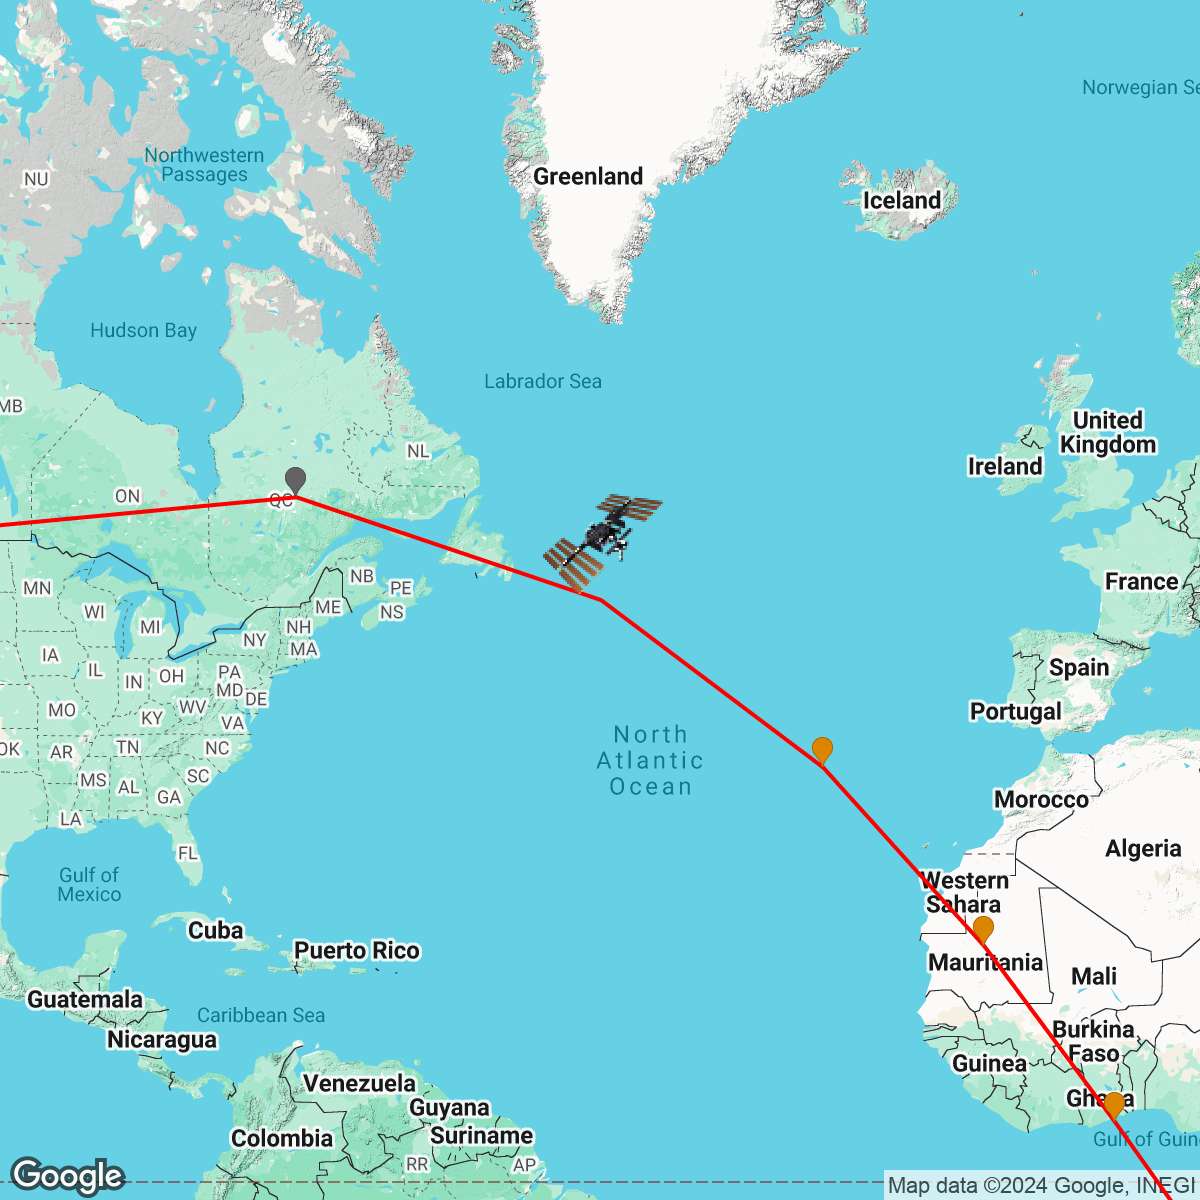 Norwegian Se
Northwestern
Passages
NU
Greenland
Iceland
Hudson Bay
Labrador Sea
MB
United
Kingdom
NL
Ireland
ON
QC
France
MN
NB
PE
WI
ME
NS
MI
NH
NY
MA
IA
Spain
IL
PA
OH
IN
MD
DE
MO
WV
Portugal
KY
VA
North
Atlantic
Ocean
OK
AR
TN
NC
MS
SC
AL
GA
Morocco
LA
Algeria
FL
Gulf of
Mexico
Western
Sahara
Cuba
Puerto Rico
Mauritania
Mali
Guatemala
Caribbean Sea
Burkina
Faso
Nicaragua
Guinea
Venezuela
Ghana
Guyana
Colombia
Suriname
Gulf of Guin
RR
AP
Google
Map data ©2024 Google, INEGI